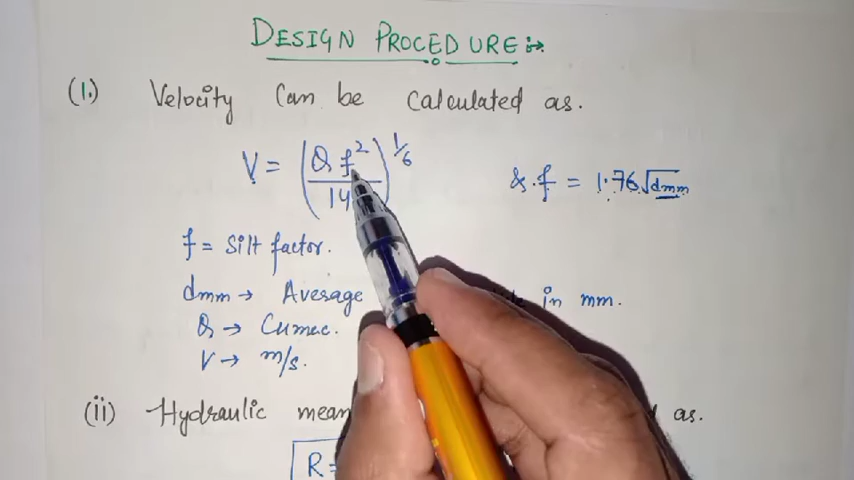 DESIGN PROCEDURE :→
(1.) Velocity Can be Calculated as.
V = (Q f² / 14)^1/6 & f = 1.76√dmm
f = Silt factor.
dmm → Average in mm.
Q → Cumec.
V → m/s.
(ii) Hydraulic mean as.
R =